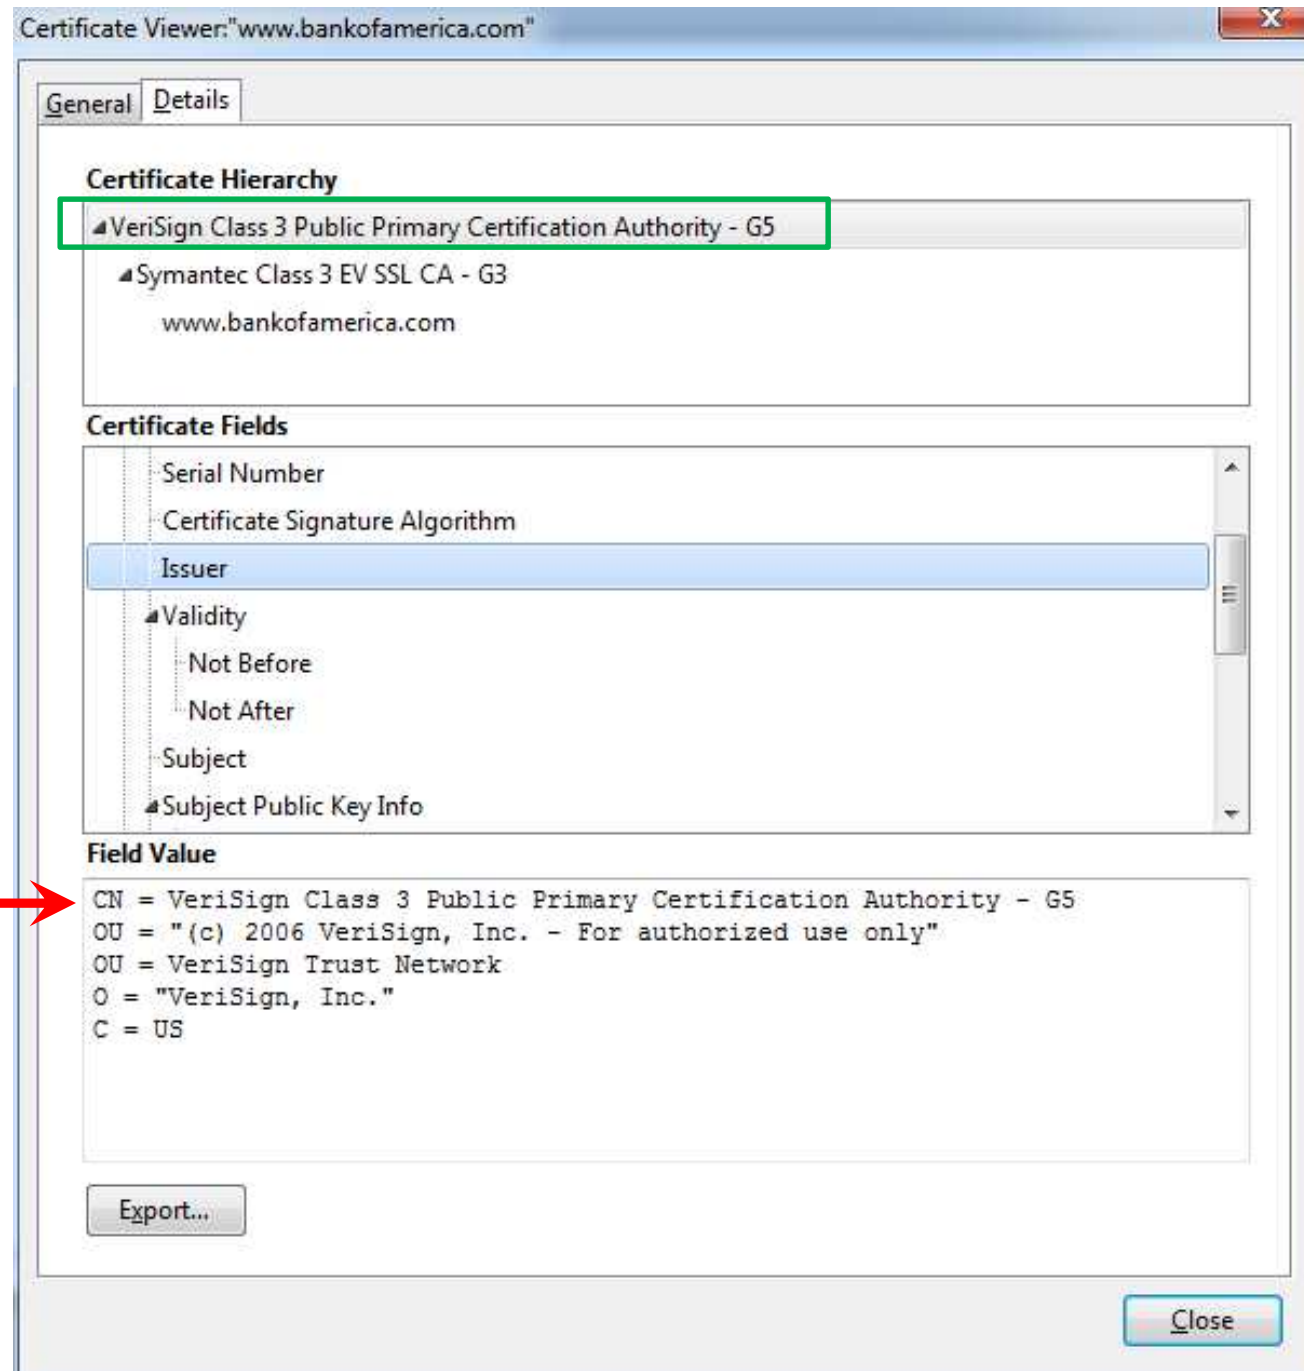 Certificate Viewer:"www.bankofamerica.com"
General Details
Certificate Hierarchy
VeriSign Class 3 Public Primary Certification Authority - G5
Symantec Class 3 EV SSL CA - G3
www.bankofamerica.com
Certificate Fields
Serial Number
Certificate Signature Algorithm
Issuer
Validity
Not Before
Not After
Subject
Subject Public Key Info
Field Value
CN = VeriSign Class 3 Public Primary Certification Authority - G5
OU = "(c) 2006 VeriSign, Inc. - For authorized use only"
OU = VeriSign Trust Network
O = "VeriSign, Inc."
C = US
Export...
Close